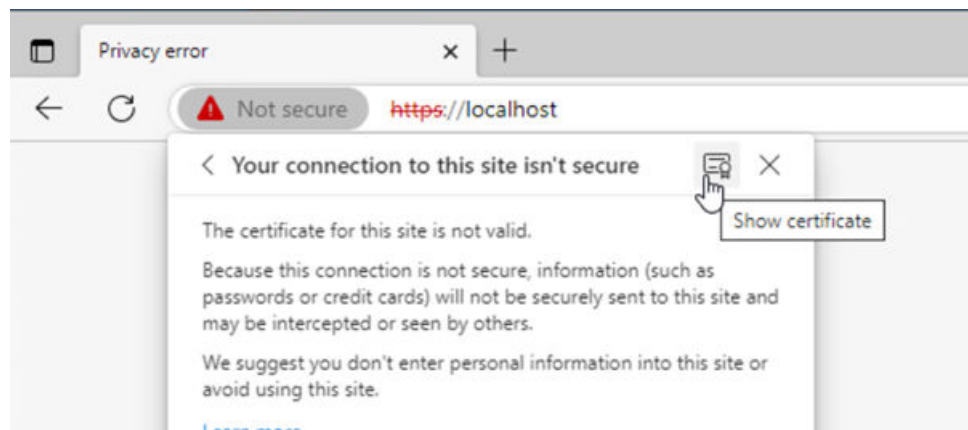 Privacy error
Not secure https://localhost
Your connection to this site isn't secure
Show certificate
The certificate for this site is not valid.
Because this connection is not secure, information (such as
passwords or credit cards) will not be securely sent to this site and
may be intercepted or seen by others.
We suggest you don't enter personal information into this site or
avoid using this site.
Learn more